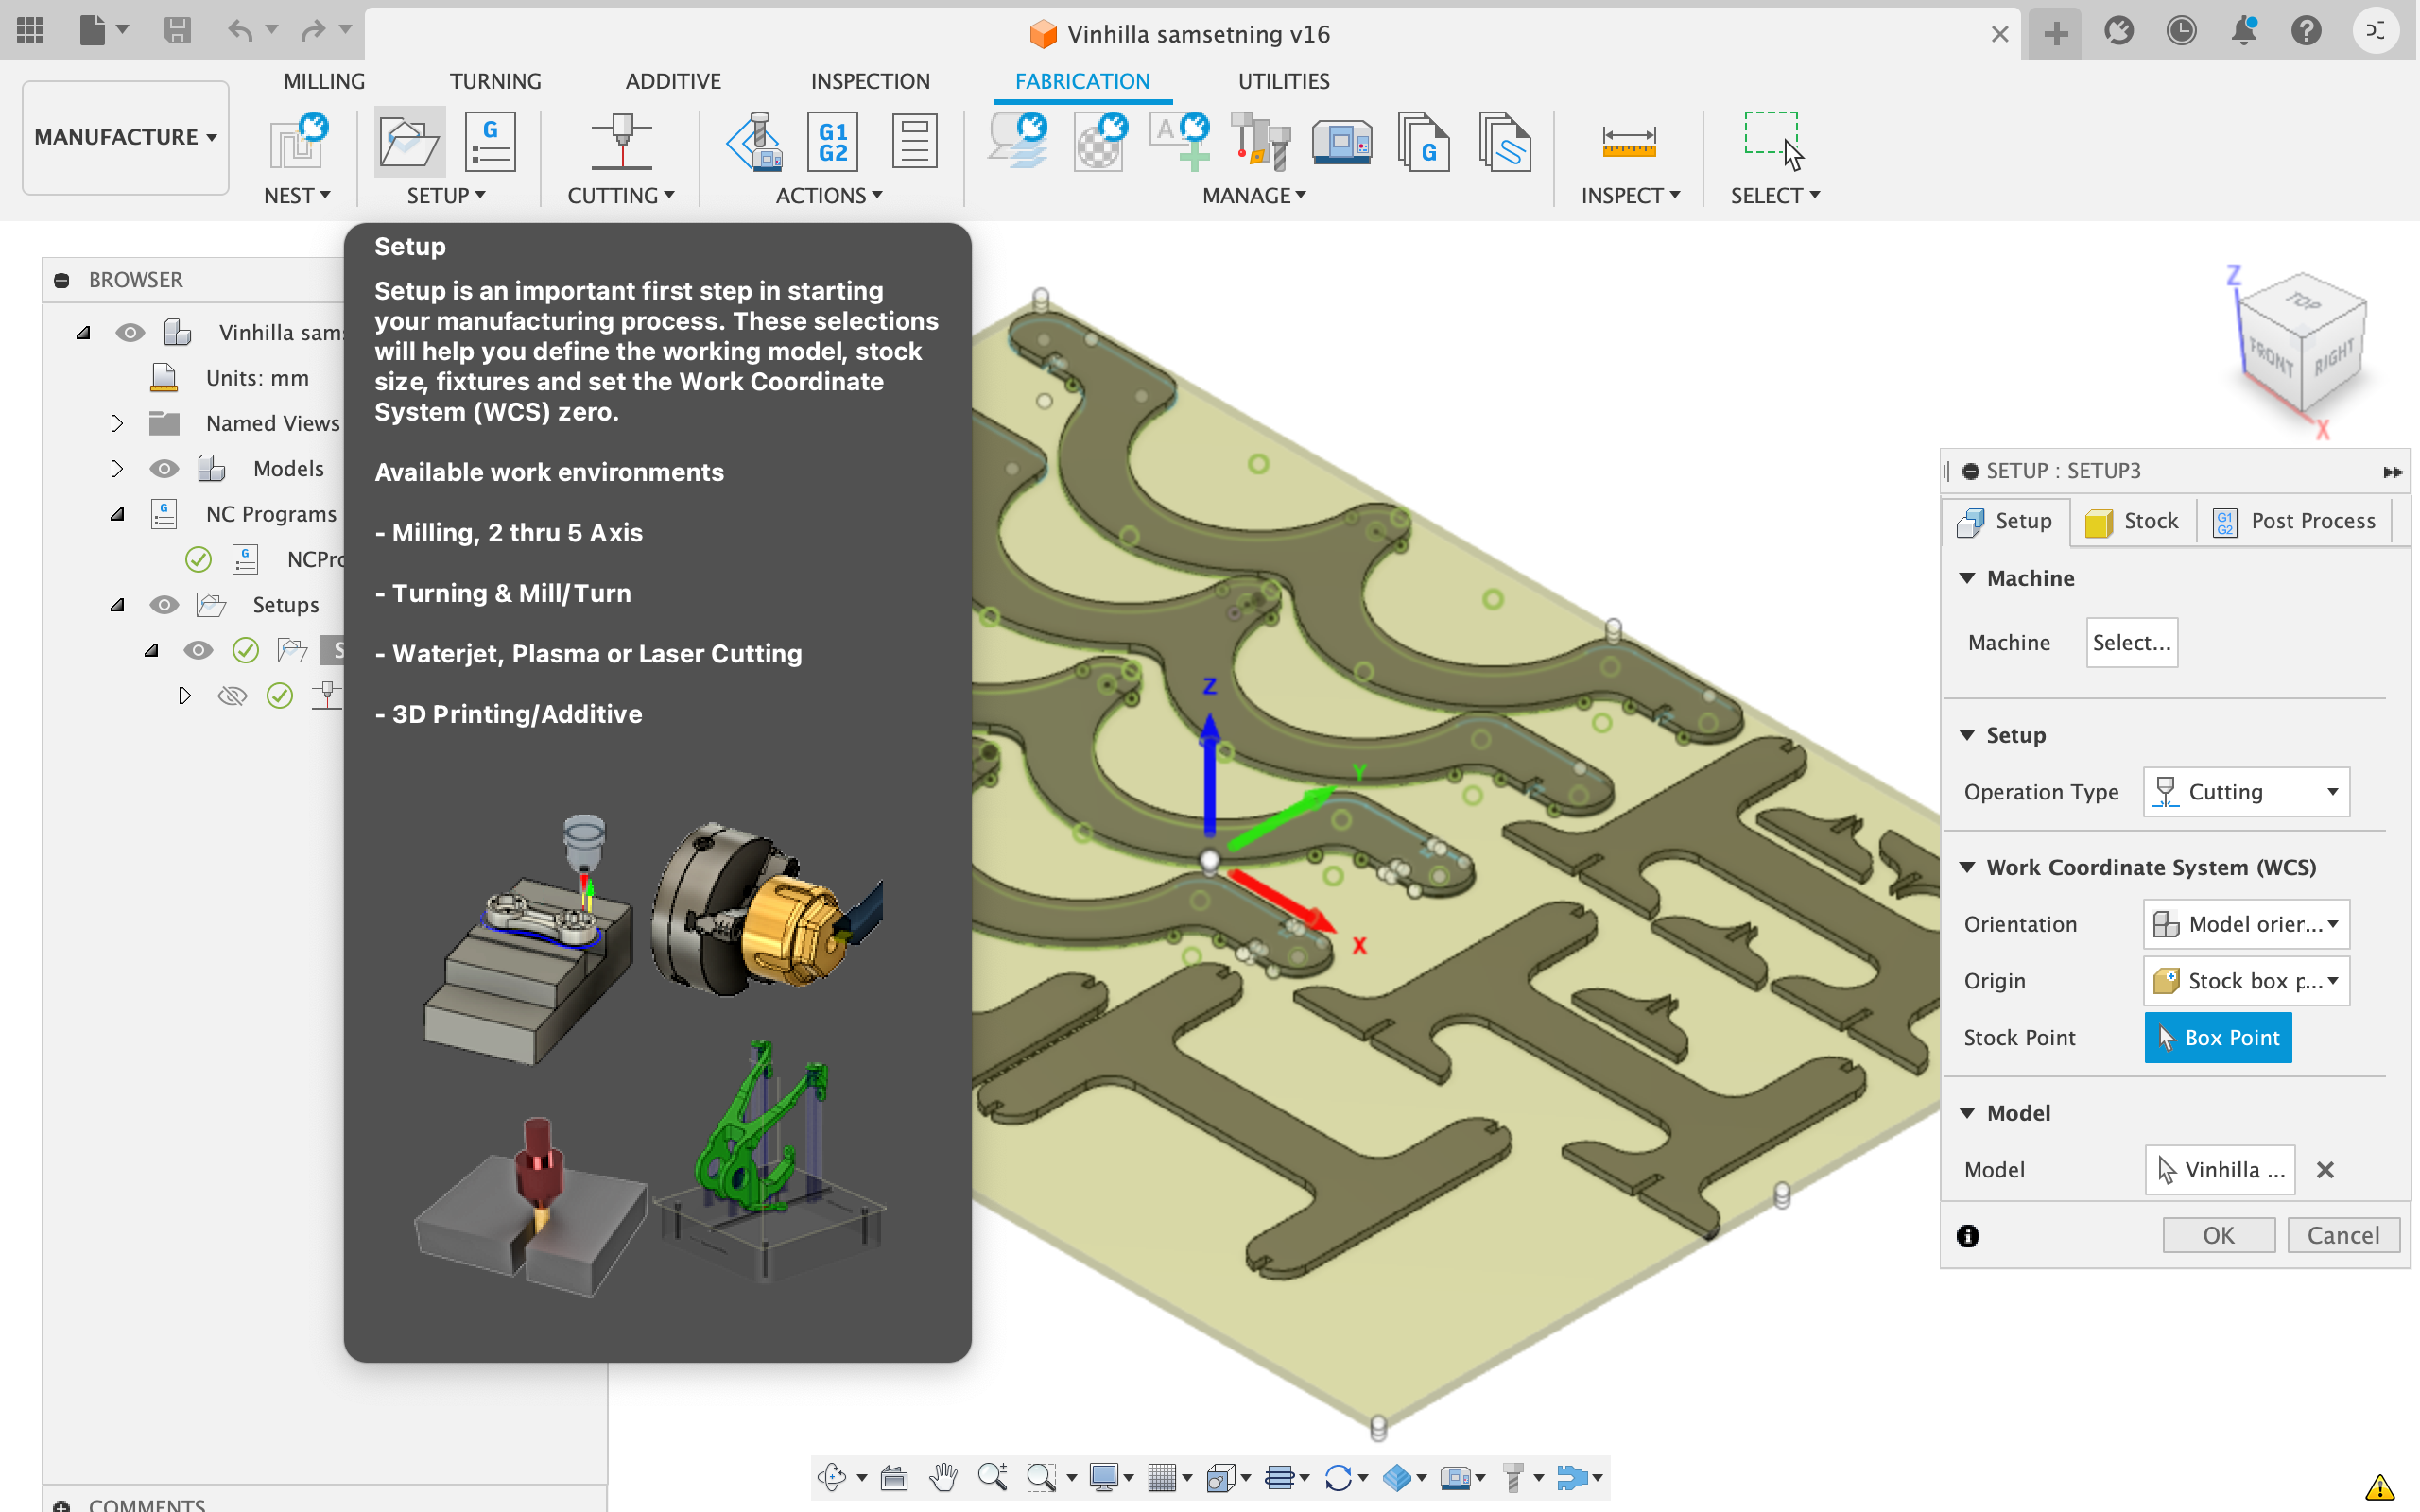 Vinhilla samsetning v16
MILLING
TURNING
ADDITIVE
INSPECTION
FABRICATION
UTILITIES
MANUFACTURE
G
G1
G2
A
G
NEST
SETUP
CUTTING
ACTIONS
MANAGE
INSPECT
SELECT
BROWSER
Vinhilla sam
Units: mm
Named Views
Models
G
NC Programs
G
NCPro
Setups
S
COMMENTS
Setup
Setup is an important first step in starting
your manufacturing process. These selections
will help you define the working model, stock
size, fixtures and set the Work Coordinate
System (WCS) zero.
Available work environments
- Milling, 2 thru 5 Axis
- Turning & Mill/Turn
- Waterjet, Plasma or Laser Cutting
- 3D Printing/Additive
Z
Y
X
Z
TOP
FRONT
RIGHT
X
SETUP : SETUP3
Setup
Stock
G1
G2
Post Process
Machine
Machine
Select...
Setup
Operation Type
Cutting
Work Coordinate System (WCS)
Orientation
Model orier...
Origin
Stock box p...
Stock Point
Box Point
Model
Model
Vinhilla ...
OK
Cancel